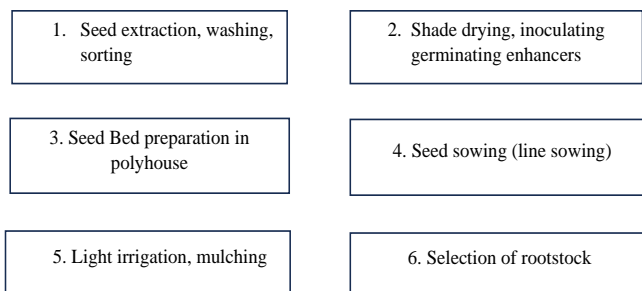 1. Seed extraction, washing,
sorting
2. Shade drying, inoculating
germinating enhancers
3. Seed Bed preparation in
polyhouse
4. Seed sowing (line sowing)
5. Light irrigation, mulching
6. Selection of rootstock